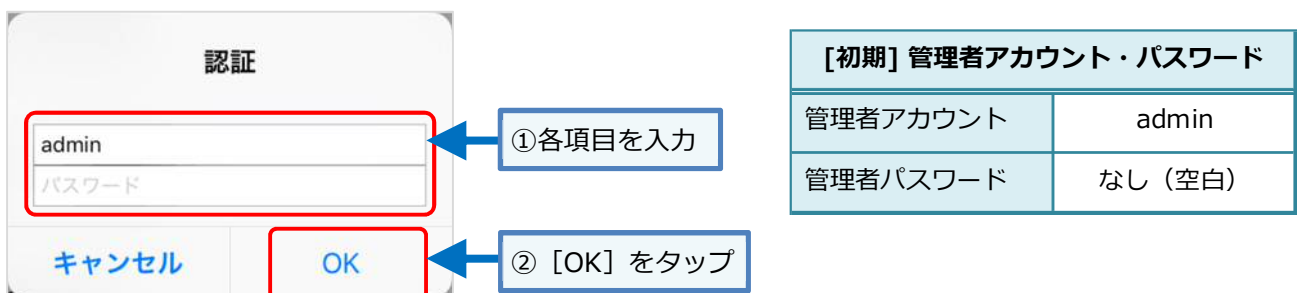 認証
admin
パスワード
キャンセル
OK
①各項目を入力
②［OK］をタップ
[初期] 管理者アカウント・パスワード
管理者アカウント
admin
管理者パスワード
なし（空白）